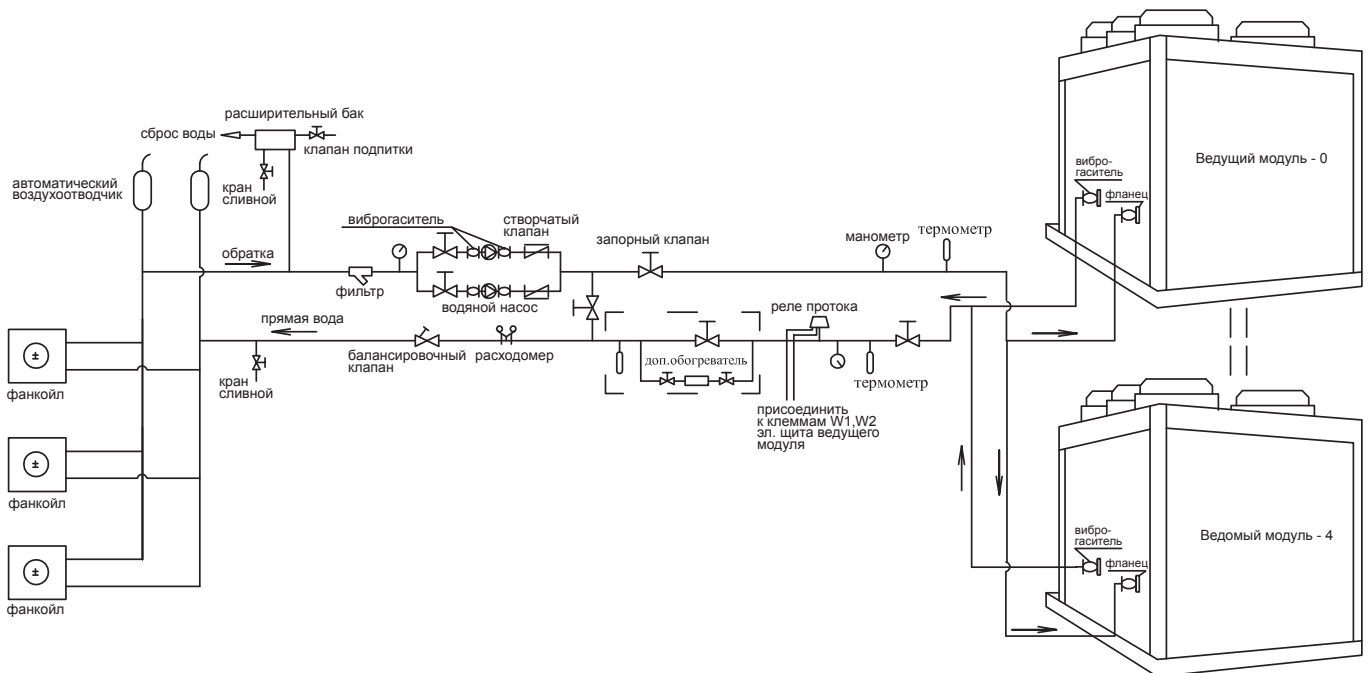 расширительный бак
сброс воды
клапан подпитки
автоматический
воздухоотводчик
кран
сливной
обратка
виброгаситель
створчатый
клапан
запорный клапан
манометр
термометр
фильтр
водяной насос
прямая вода
балансировочный
клапан
расходомер
кран
сливной
доп.обогреватель
реле протока
термометр
присоединить
к клеммам W1,W2
эл. щита ведущего
модуля
фанкойл
фанкойл
фанкойл
Ведущий модуль - 0
вибро-
гаситель
фланец
Ведомый модуль - 4
вибро-
гаситель
фланец